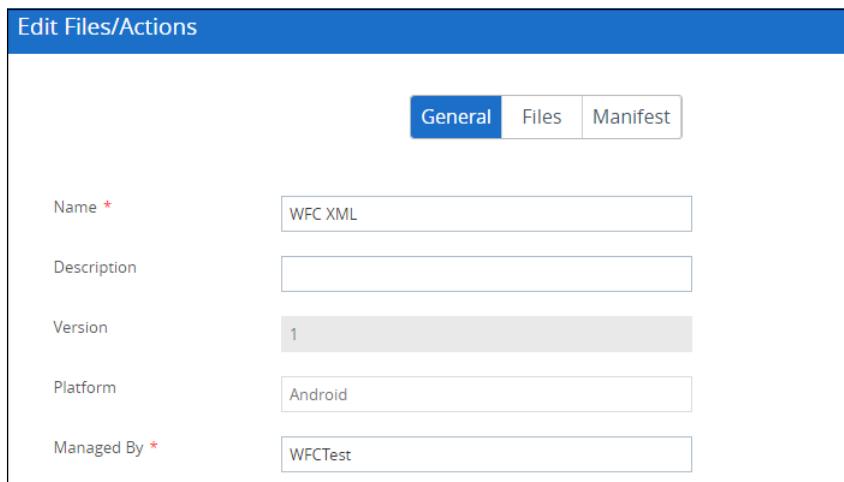 Edit Files/Actions
General Files Manifest
Name * WFC XML
Description
Version 1
Platform Android
Managed By * WFCTest